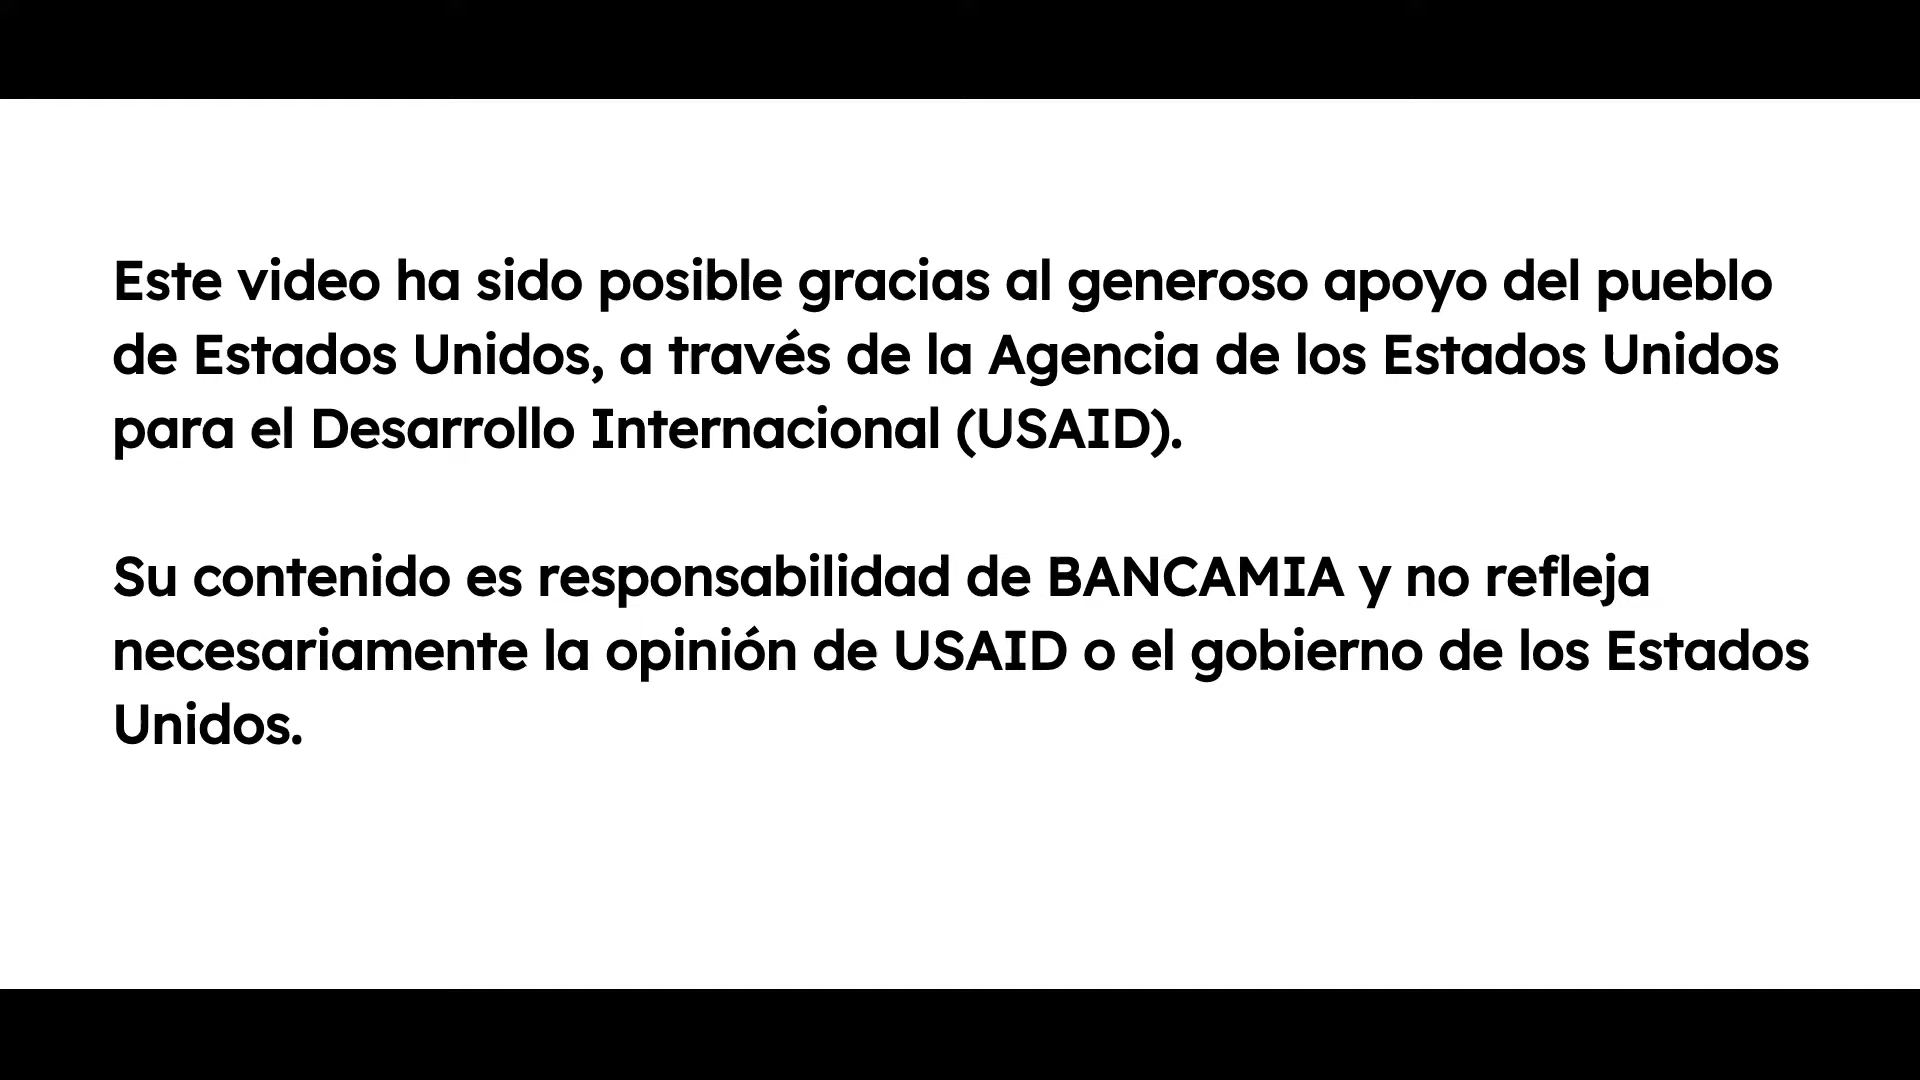 Este video ha sido posible gracias al generoso apoyo del pueblo
de Estados Unidos, a través de la Agencia de los Estados Unidos
para el Desarrollo Internacional (USAID).
Su contenido es responsabilidad de BANCAMIA y no refleja
necesariamente la opinión de USAID o el gobierno de los Estados
Unidos.